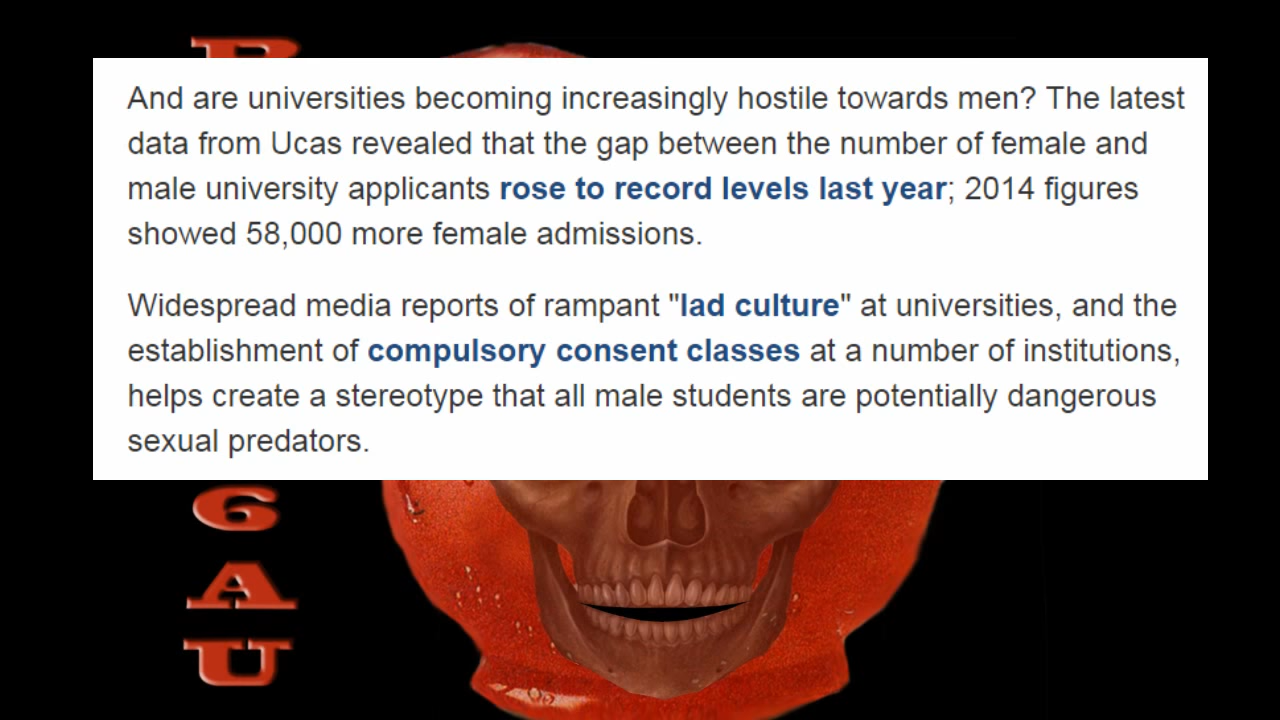 And are universities becoming increasingly hostile towards men? The latest
data from Ucas revealed that the gap between the number of female and
male university applicants rose to record levels last year; 2014 figures
showed 58,000 more female admissions.
Widespread media reports of rampant "lad culture" at universities, and the
establishment of compulsory consent classes at a number of institutions,
helps create a stereotype that all male students are potentially dangerous
sexual predators.
6
A
U